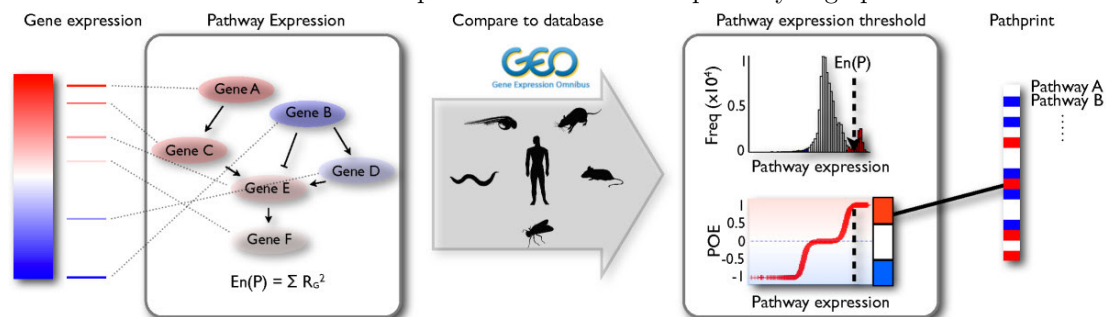 Gene expression
Pathway Expression
Compare to database
Pathway expression threshold
Pathprint
Gene A
Gene B
Gene C
Gene D
Gene E
Gene F
En(P) = Σ R_G²
GEO
Gene Expression Omnibus
En(P)
Freq (x10⁴)
1
0.5
0
Pathway expression
POE
1
0.5
0
-0.5
-1
Pathway expression
Pathway A
Pathway B